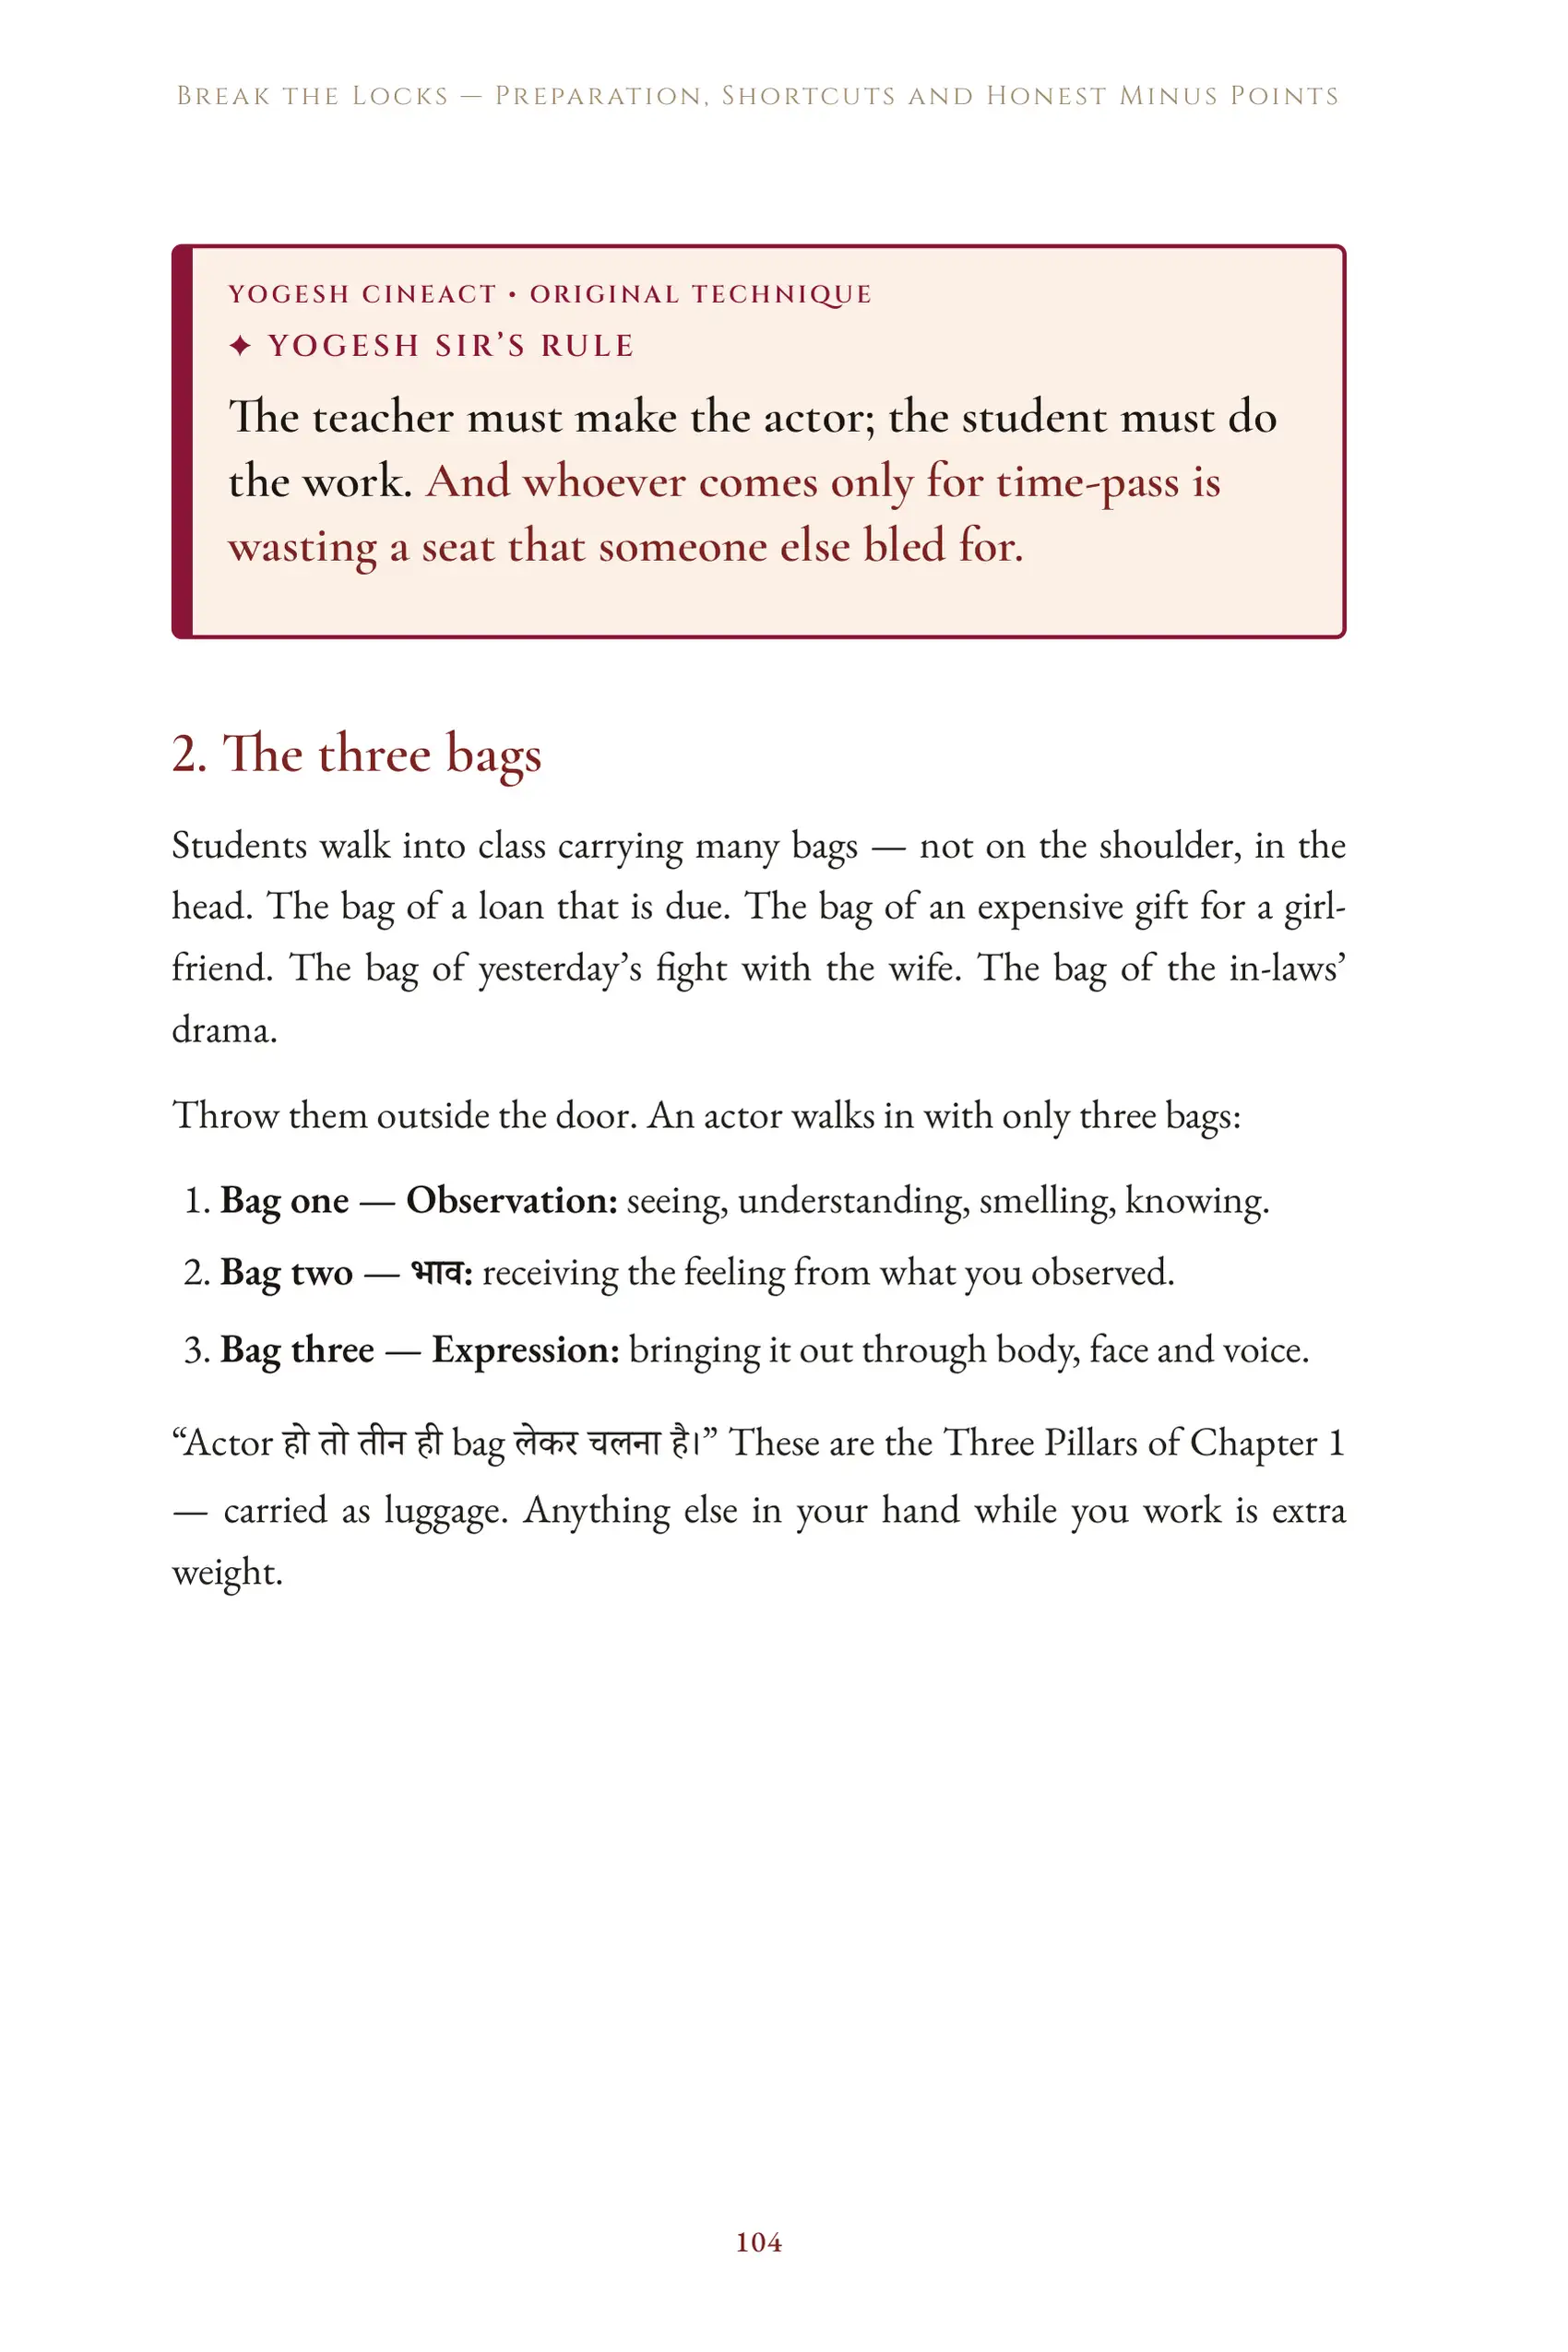 Break the Locks — Preparation, Shortcuts and Honest Minus Points
YOGESH CINEACT • ORIGINAL TECHNIQUE
✦ YOGESH SIR’S RULE
The teacher must make the actor; the student must do
the work. And whoever comes only for time-pass is
wasting a seat that someone else bled for.
2. The three bags
Students walk into class carrying many bags — not on the shoulder, in the
head. The bag of a loan that is due. The bag of an expensive gift for a girl-
friend. The bag of yesterday’s fight with the wife. The bag of the in-laws’
drama.
Throw them outside the door. An actor walks in with only three bags:
1. Bag one — Observation: seeing, understanding, smelling, knowing.
2. Bag two — भाव: receiving the feeling from what you observed.
3. Bag three — Expression: bringing it out through body, face and voice.
“Actor हो तो तीन ही bag लेकर चलना है।” These are the Three Pillars of Chapter 1
— carried as luggage. Anything else in your hand while you work is extra
weight.
104